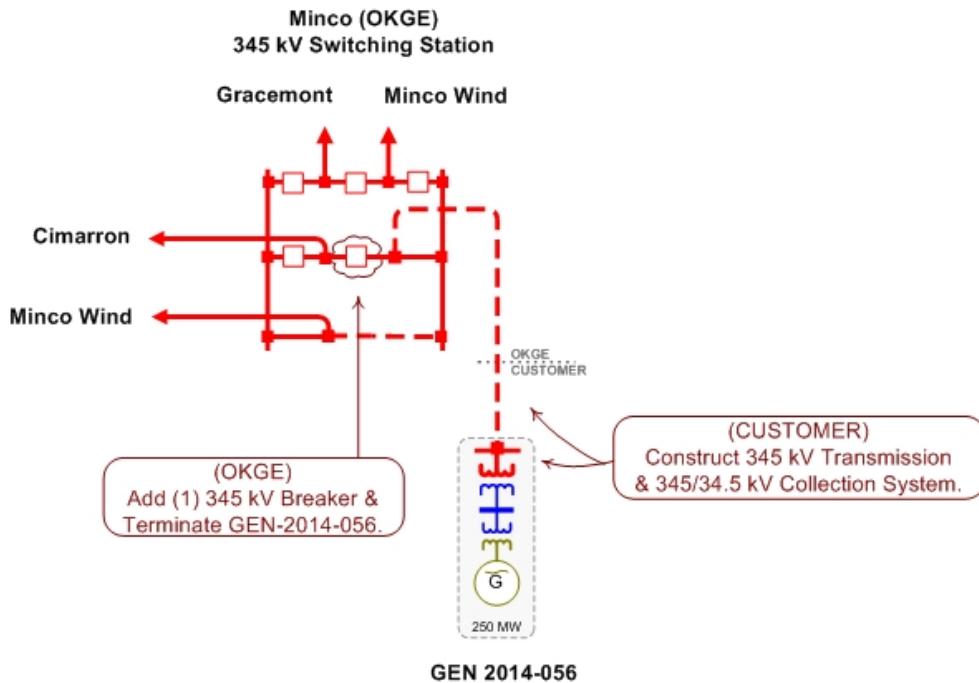 Minco (OKGE)
345 kV Switching Station
Gracemont
Minco Wind
Cimarron
Minco Wind
OKGE
CUSTOMER
(CUSTOMER)
Construct 345 kV Transmission
& 345/34.5 kV Collection System.
(OKGE)
Add (1) 345 kV Breaker &
Terminate GEN-2014-056.
G
250 MW
GEN 2014-056